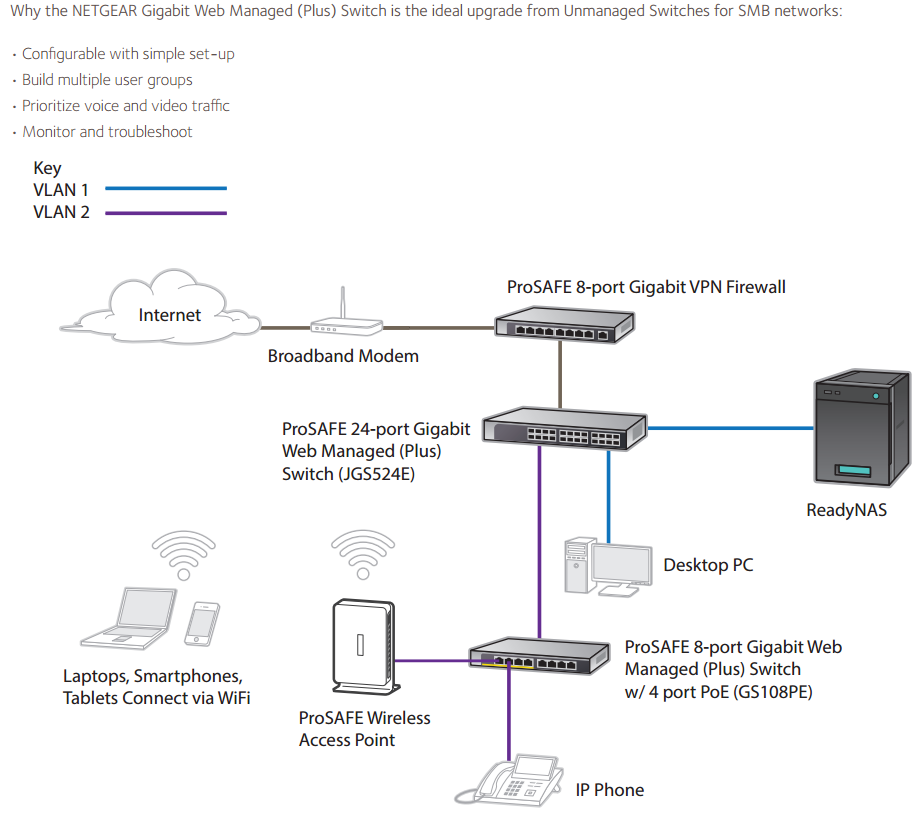 Why the NETGEAR Gigabit Web Managed (Plus) Switch is the ideal upgrade from Unmanaged Switches for SMB networks:
· Configurable with simple set-up
· Build multiple user groups
· Prioritize voice and video traffic
· Monitor and troubleshoot
Key
VLAN 1
VLAN 2
ProSAFE 8-port Gigabit VPN Firewall
Internet
Broadband Modem
ProSAFE 24-port Gigabit
Web Managed (Plus)
Switch (JGS524E)
ReadyNAS
Desktop PC
ProSAFE 8-port Gigabit Web
Managed (Plus) Switch
w/ 4 port PoE (GS108PE)
Laptops, Smartphones,
Tablets Connect via WiFi
ProSAFE Wireless
Access Point
IP Phone